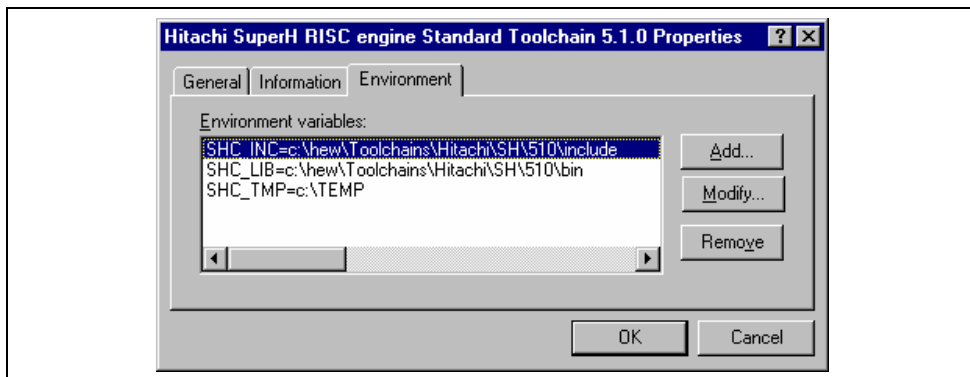 Hitachi SuperH RISC engine Standard Toolchain 5.1.0 Properties
General Information Environment
Environment variables:
SHC_INC=c:\hew\Toolchains\Hitachi\SH\510\include
SHC_LIB=c:\hew\Toolchains\Hitachi\SH\510\bin
SHC_TMP=c:\TEMP
Add...
Modify...
Remove
OK Cancel